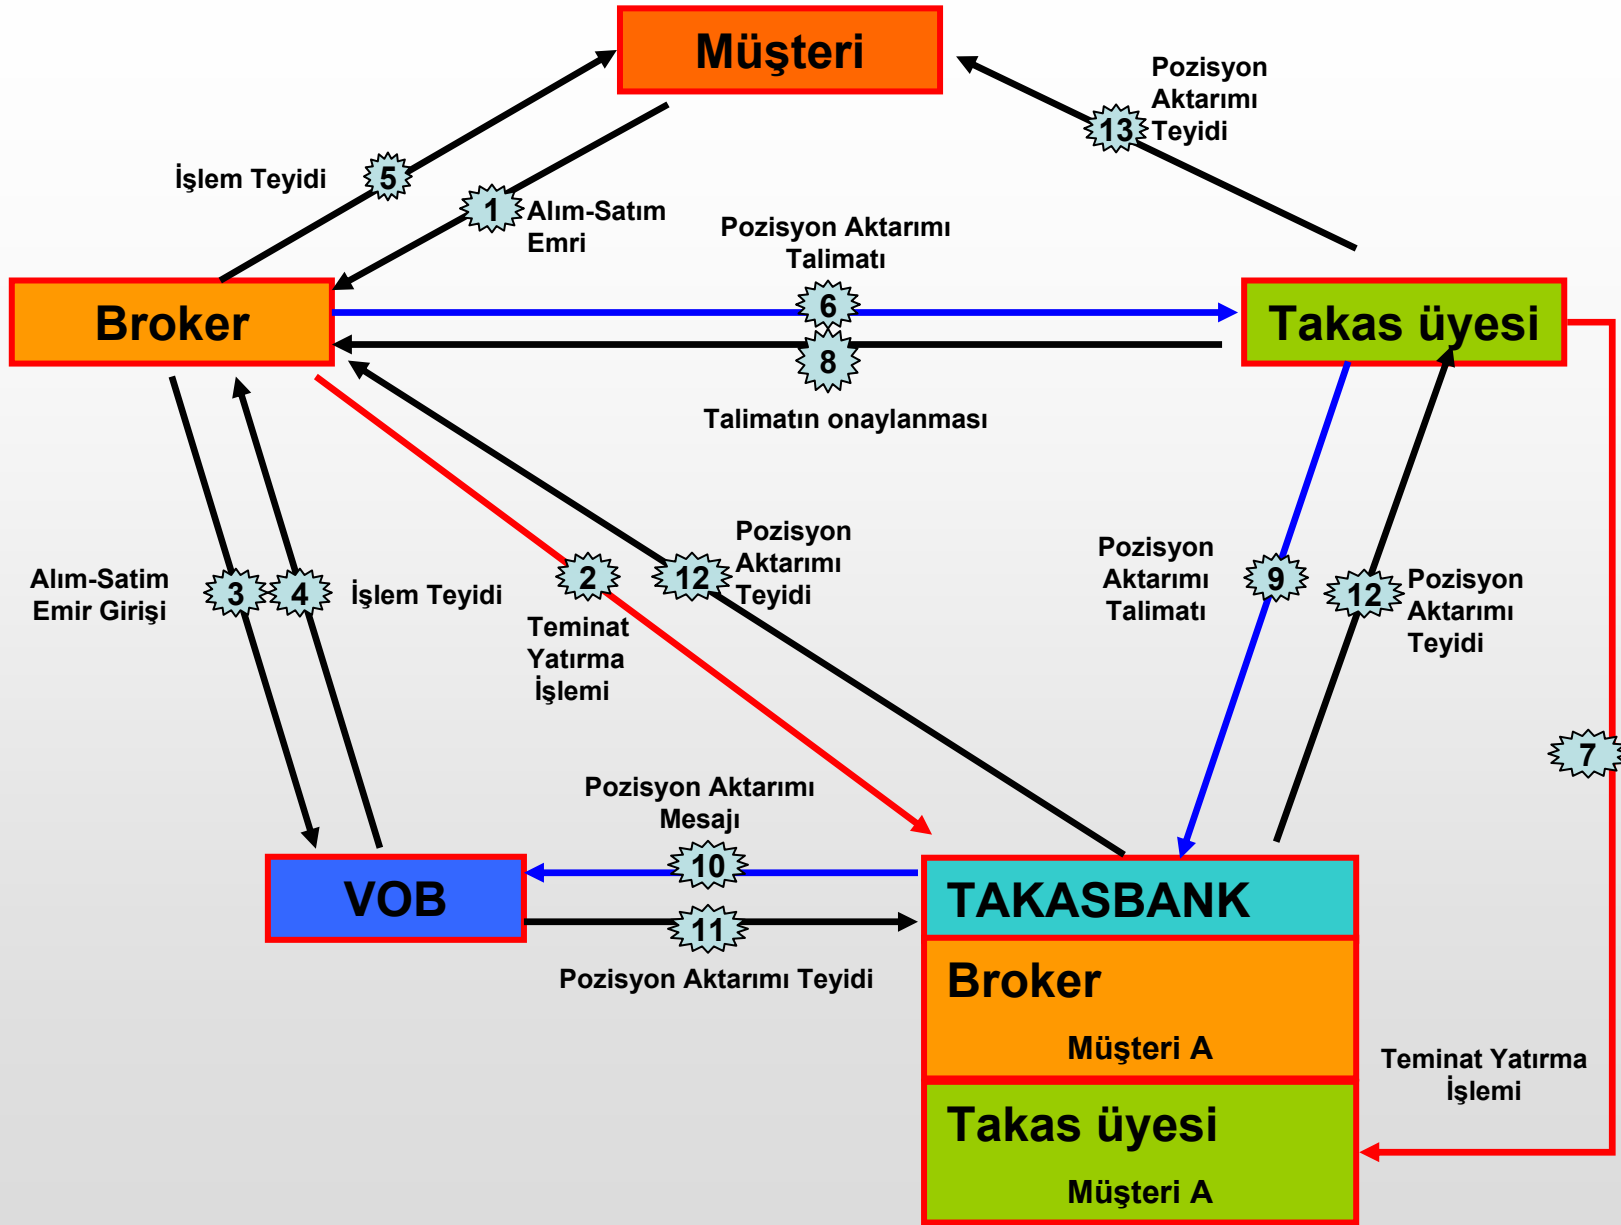 Müşteri
Pozisyon
Aktarımı
Teyidi
13
İşlem Teyidi
5
1
Alım-Satım
Emri
Pozisyon Aktarımı
Talimatı
6
Broker
Takas üyesi
8
Talimatın onaylanması
Alım-Satim
Emir Girişi
3
4
İşlem Teyidi
2
Teminat
Yatırma
İşlemi
12
Pozisyon
Aktarımı
Teyidi
Pozisyon
Aktarımı
Talimatı
9
12
Pozisyon
Aktarımı
Teyidi
7
Pozisyon Aktarımı
Mesajı
10
VOB
11
Pozisyon Aktarımı Teyidi
TAKASBANK
Broker
Müşteri A
Takas üyesi
Müşteri A
Teminat Yatırma
İşlemi